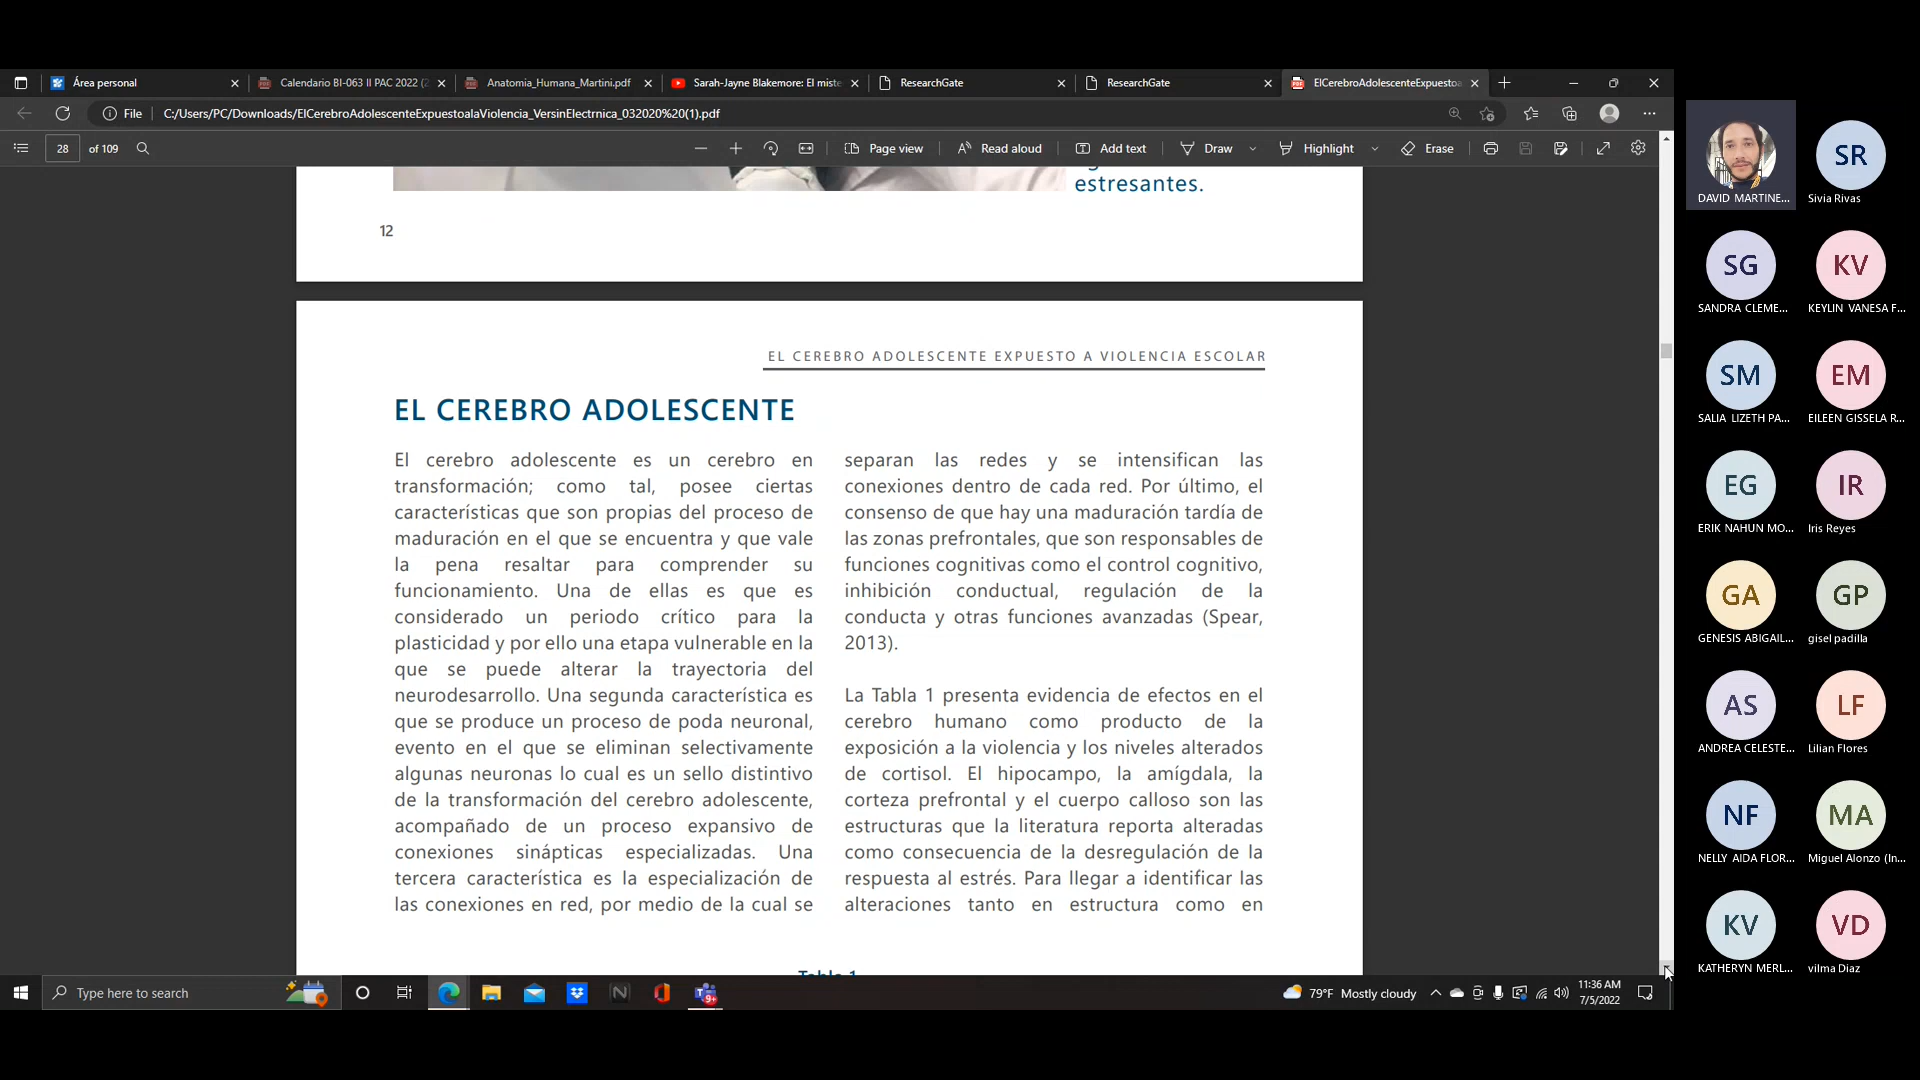 Área personal
Calendario BI-063 II PAC 2022 (2
Anatomia_Humana_Martini.pdf
Sarah-Jayne Blakemore: El miste
ResearchGate
ResearchGate
ElCerebroAdolescenteExpuestoa
File
C:/Users/PC/Downloads/ElCerebroAdolescenteExpuestoalaViolencia_VersinElectrnica_032020%20(1).pdf
28 of 109
Page view
Read aloud
Add text
Draw
Highlight
Erase
estresantes.
12
EL CEREBRO ADOLESCENTE EXPUESTO A VIOLENCIA ESCOLAR
EL CEREBRO ADOLESCENTE
El cerebro adolescente es un cerebro en
transformación; como tal, posee ciertas
características que son propias del proceso de
maduración en el que se encuentra y que vale
la pena resaltar para comprender su
funcionamiento. Una de ellas es que es
considerado un periodo crítico para la
plasticidad y por ello una etapa vulnerable en la
que se puede alterar la trayectoria del
neurodesarrollo. Una segunda característica es
que se produce un proceso de poda neuronal,
evento en el que se eliminan selectivamente
algunas neuronas lo cual es un sello distintivo
de la transformación del cerebro adolescente,
acompañado de un proceso expansivo de
conexiones sinápticas especializadas. Una
tercera característica es la especialización de
las conexiones en red, por medio de la cual se
separan las redes y se intensifican las
conexiones dentro de cada red. Por último, el
consenso de que hay una maduración tardía de
las zonas prefrontales, que son responsables de
funciones cognitivas como el control cognitivo,
inhibición conductual, regulación de la
conducta y otras funciones avanzadas (Spear,
2013).
La Tabla 1 presenta evidencia de efectos en el
cerebro humano como producto de la
exposición a la violencia y los niveles alterados
de cortisol. El hipocampo, la amígdala, la
corteza prefrontal y el cuerpo calloso son las
estructuras que la literatura reporta alteradas
como consecuencia de la desregulación de la
respuesta al estrés. Para llegar a identificar las
alteraciones tanto en estructura como en
Tabla 1
Type here to search
9+
79°F Mostly cloudy
11:36 AM
7/5/2022
DAVID MARTINE...
SR
Sivia Rivas
SG
SANDRA CLEME...
KV
KEYLIN VANESA F...
SM
SALIA LIZETH PA...
EM
EILEEN GISSELA R...
EG
ERIK NAHUN MO...
IR
Iris Reyes
GA
GENESIS ABIGAIL...
GP
gisel padilla
AS
ANDREA CELESTE...
LF
Lilian Flores
NF
NELLY AIDA FLOR...
MA
Miguel Alonzo (In...
KV
KATHERYN MERL...
VD
vilma Diaz